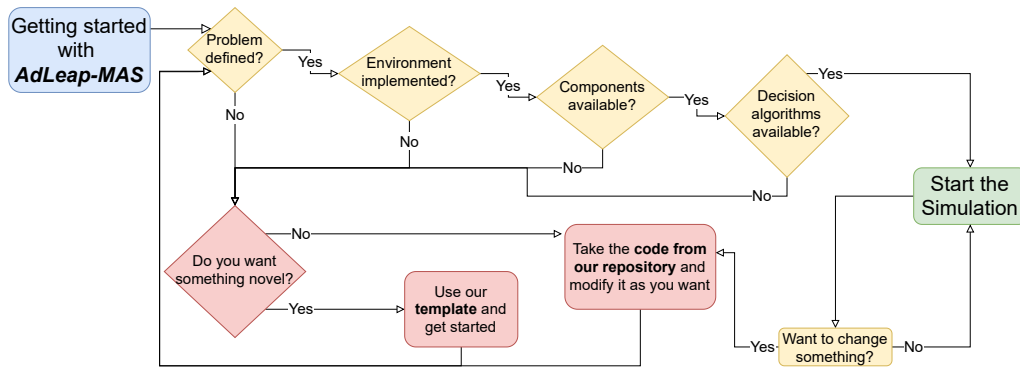 Getting started
with
AdLeap-MAS
Problem
defined?
Yes
Environment
implemented?
Yes
Components
available?
Yes
Decision
algorithms
available?
Yes
No
No
No
No
Start the
Simulation
Do you want
something novel?
No
Yes
Use our
template and
get started
Take the code from
our repository and
modify it as you want
Yes
Want to change
something?
No